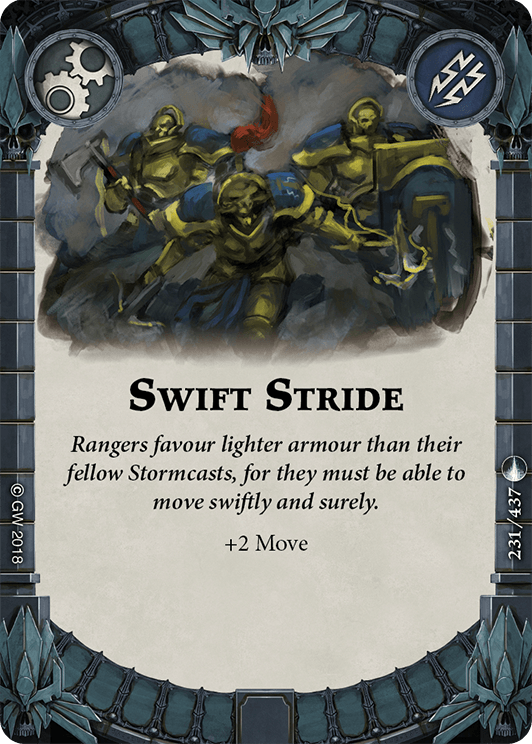 Swift Stride
Rangers favour lighter armour than their
fellow Stormcasts, for they must be able to
move swiftly and surely.
+2 Move
© GW 2018
231/437